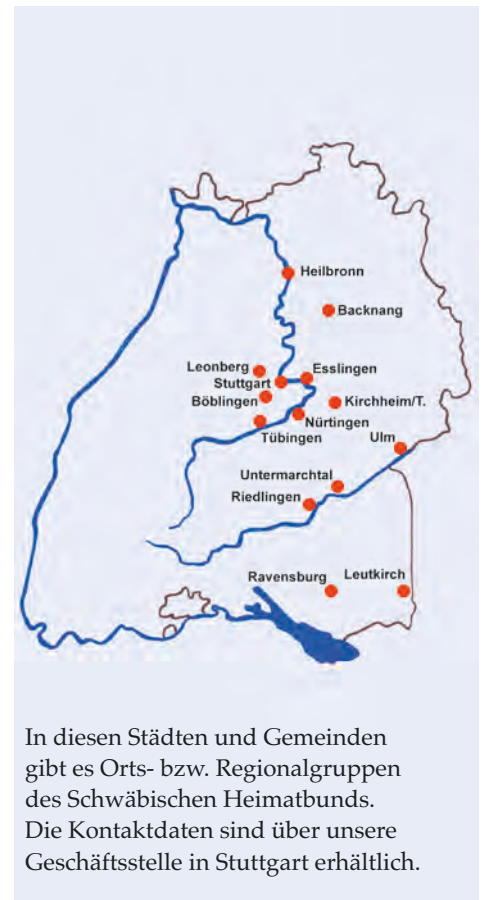 Heilbronn
Backnang
Leonberg
Esslingen
Stuttgart
Böblingen
Kirchheim/T.
Nürtingen
Tübingen
Ulm
Untermarchtal
Riedlingen
Ravensburg
Leutkirch
In diesen Städten und Gemeinden
gibt es Orts- bzw. Regionalgruppen
des Schwäbischen Heimatbunds.
Die Kontaktdaten sind über unsere
Geschäftsstelle in Stuttgart erhältlich.